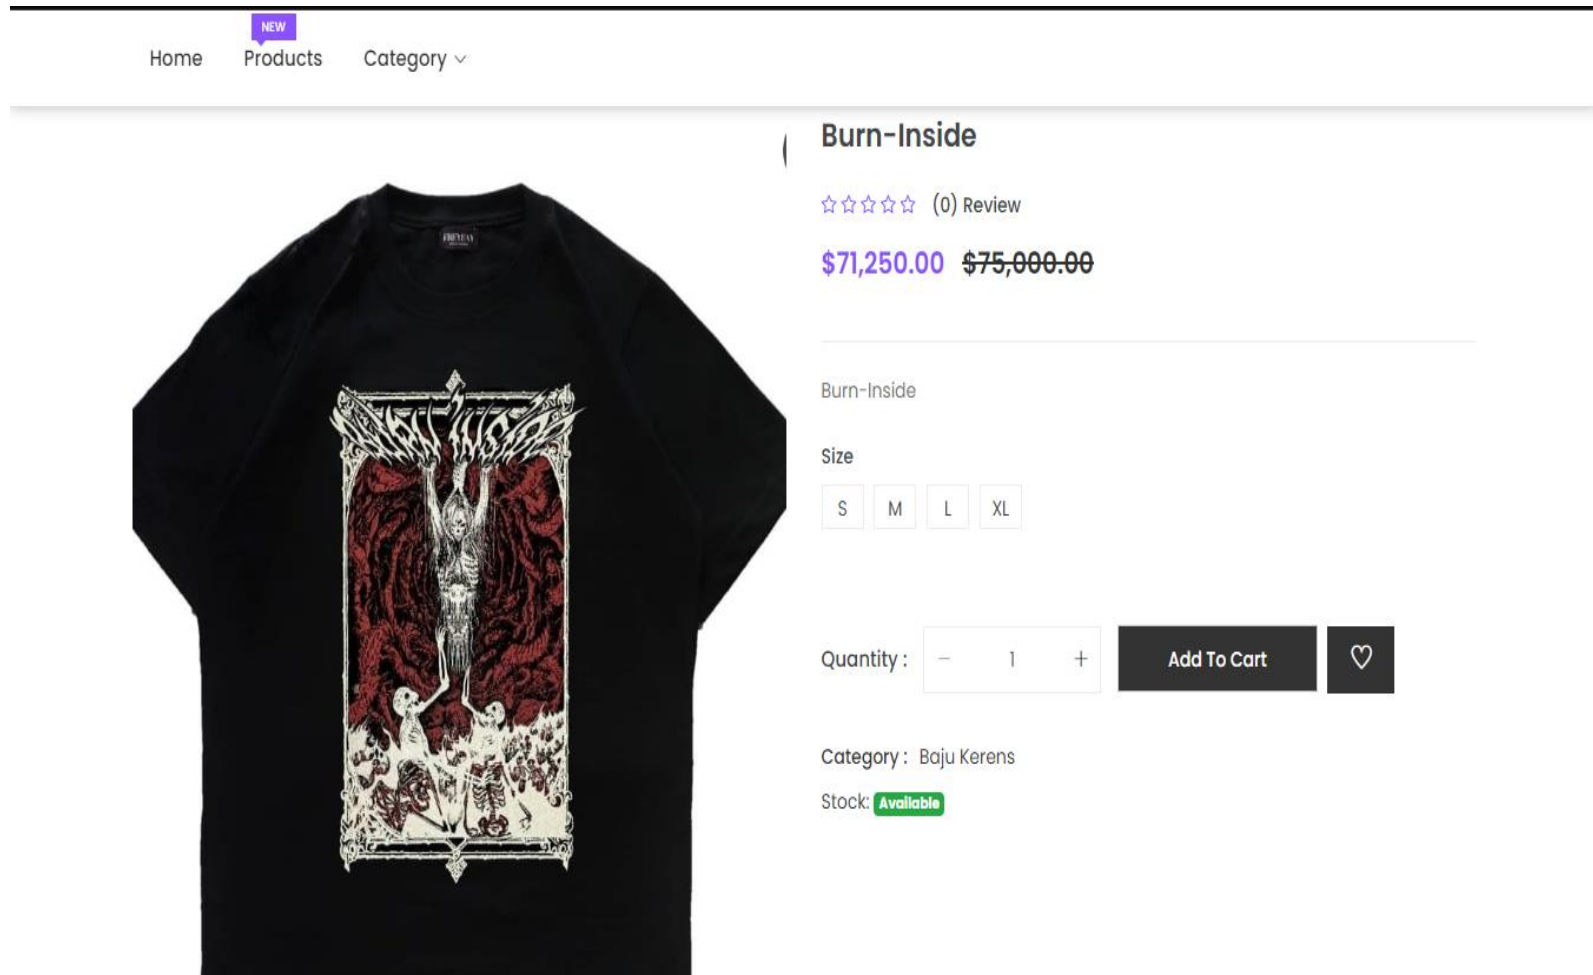 NEW
Home Products Category
Burn-Inside
(0) Review
$71,250.00 $75,000.00
Burn-Inside
Size
S M L XL
Quantity : − 1 + Add To Cart
Category : Baju Kerens
Stock: Available